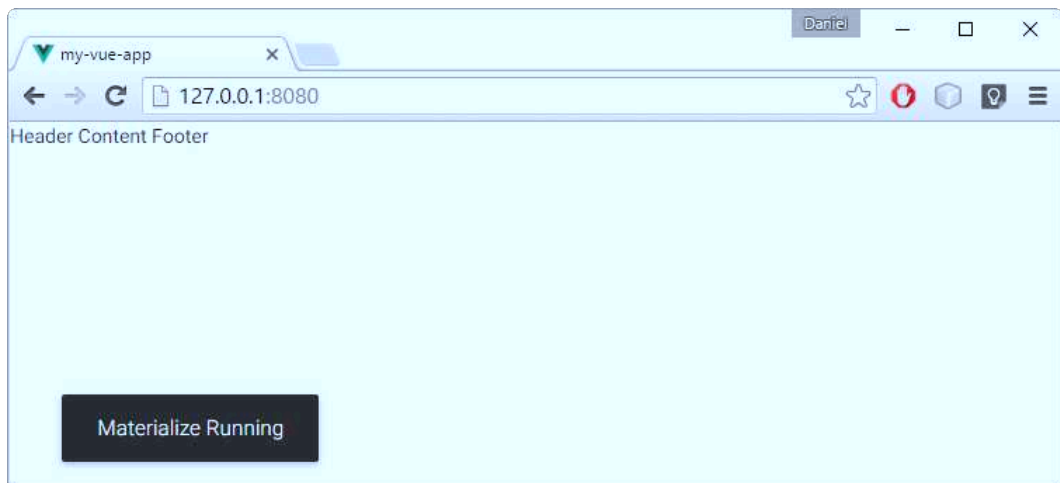 Daniel
my-vue-app
127.0.0.1:8080
Header Content Footer
Materialize Running